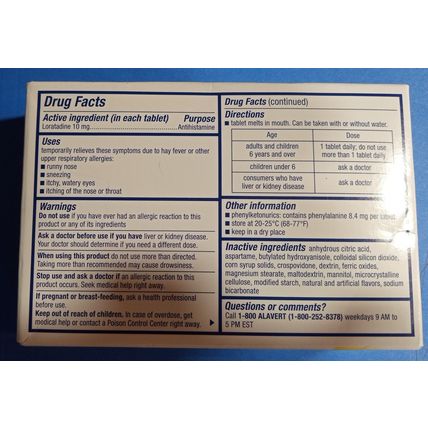 Drug Facts
Active ingredient (in each tablet) Purpose
Loratadine 10 mg Antihistamine
Uses
temporarily relieves these symptoms due to hay fever or other
upper respiratory allergies:
■ runny nose
■ sneezing
■ itchy, watery eyes
■ itching of the nose or throat
Warnings
Do not use if you have ever had an allergic reaction to this
product or any of its ingredients
Ask a doctor before use if you have liver or kidney disease.
Your doctor should determine if you need a different dose.
When using this product do not use more than directed.
Taking more than recommended may cause drowsiness.
Stop use and ask a doctor if an allergic reaction to this
product occurs. Seek medical help right away.
If pregnant or breast-feeding, ask a health professional
before use.
Keep out of reach of children. In case of overdose, get
medical help or contact a Poison Control Center right away.
Drug Facts (continued)
Directions
■ tablet melts in mouth. Can be taken with or without water.
Age Dose
adults and children 1 tablet daily; do not use
6 years and over more than 1 tablet daily
children under 6 ask a doctor
consumers who have ask a doctor
liver or kidney disease
Other information
■ phenylketonurics: contains phenylalanine 8.4 mg per tablet
■ store at 20-25°C (68-77°F)
■ keep in a dry place
Inactive ingredients anhydrous citric acid,
aspartame, butylated hydroxyanisole, colloidal silicon dioxide,
corn syrup solids, crospovidone, dextrin, ferric oxides,
magnesium stearate, maltodextrin, mannitol, microcrystalline
cellulose, modified starch, natural and artificial flavors, sodium
bicarbonate
Questions or comments?
Call 1-800 ALAVERT (1-800-252-8378) weekdays 9 AM to
5 PM EST